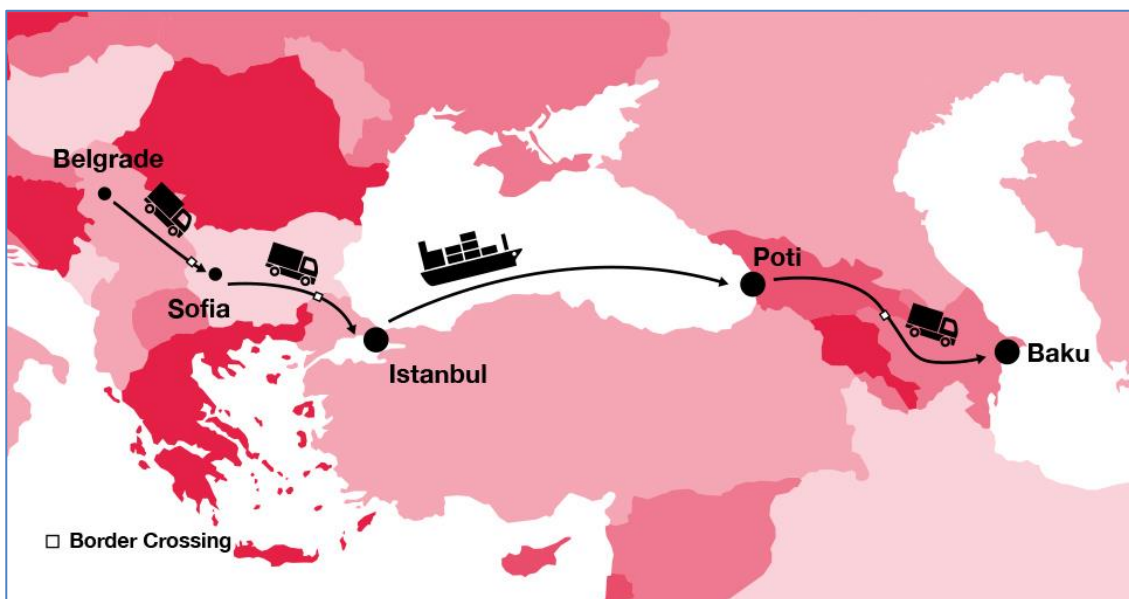 Belgrade
Sofia
Istanbul
Poti
Baku
Border Crossing